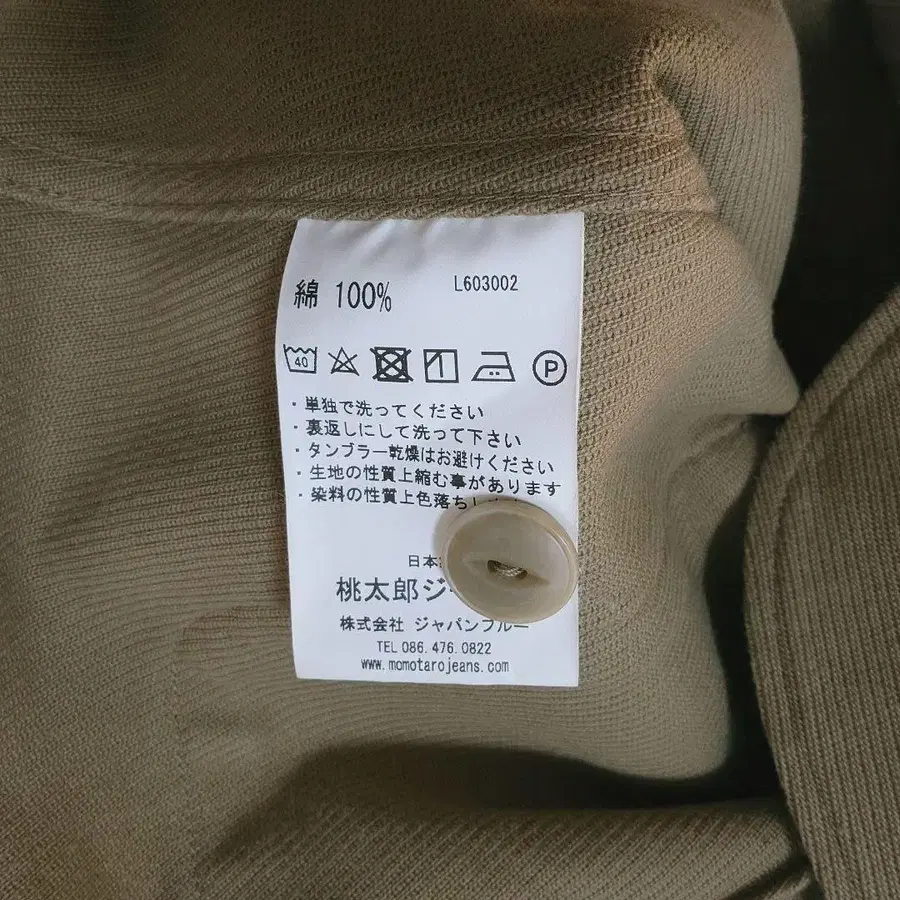 綿 100% L603002
40
P
・単独で洗ってください
・裏返しにして洗って下さい
・タンブラー乾燥はお避けください
・生地の性質上縮む事があります
・染料の性質上色落ちし
日本
桃太郎ジ
株式会社 ジャパンブルー
TEL 086.476.0822
www.momotarojeans.com